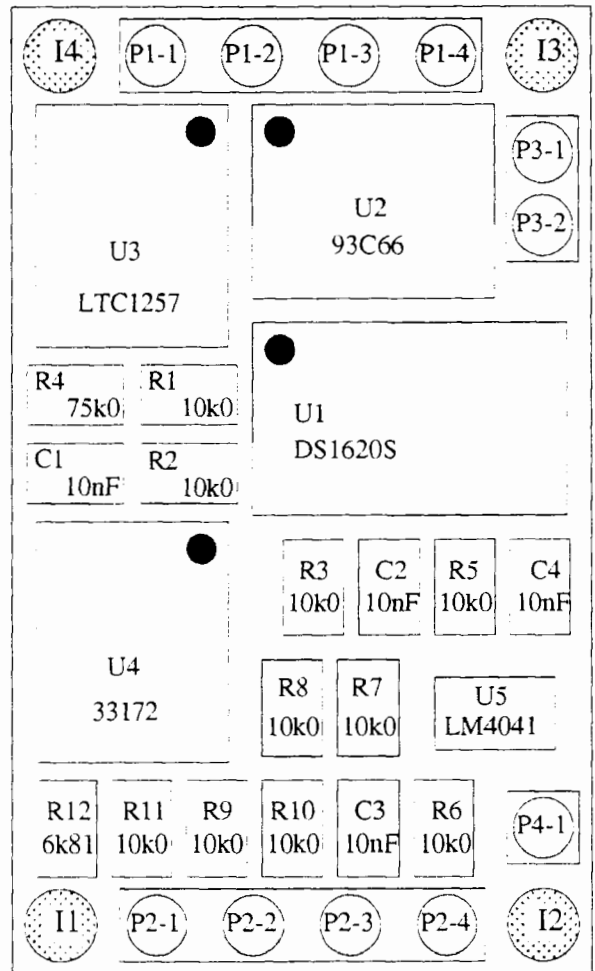 I4 P1-1 P1-2 P1-3 P1-4 I3
P3-1
P3-2
U3
LTC1257
U2
93C66
R4
75k0
R1
10k0
U1
DS1620S
C1
10nF
R2
10k0
R3
10k0
C2
10nF
R5
10k0
C4
10nF
U4
33172
R8
10k0
R7
10k0
U5
LM4041
R12
6k81
R11
10k0
R9
10k0
R10
10k0
C3
10nF
R6
10k0
P4-1
I1 P2-1 P2-2 P2-3 P2-4 I2